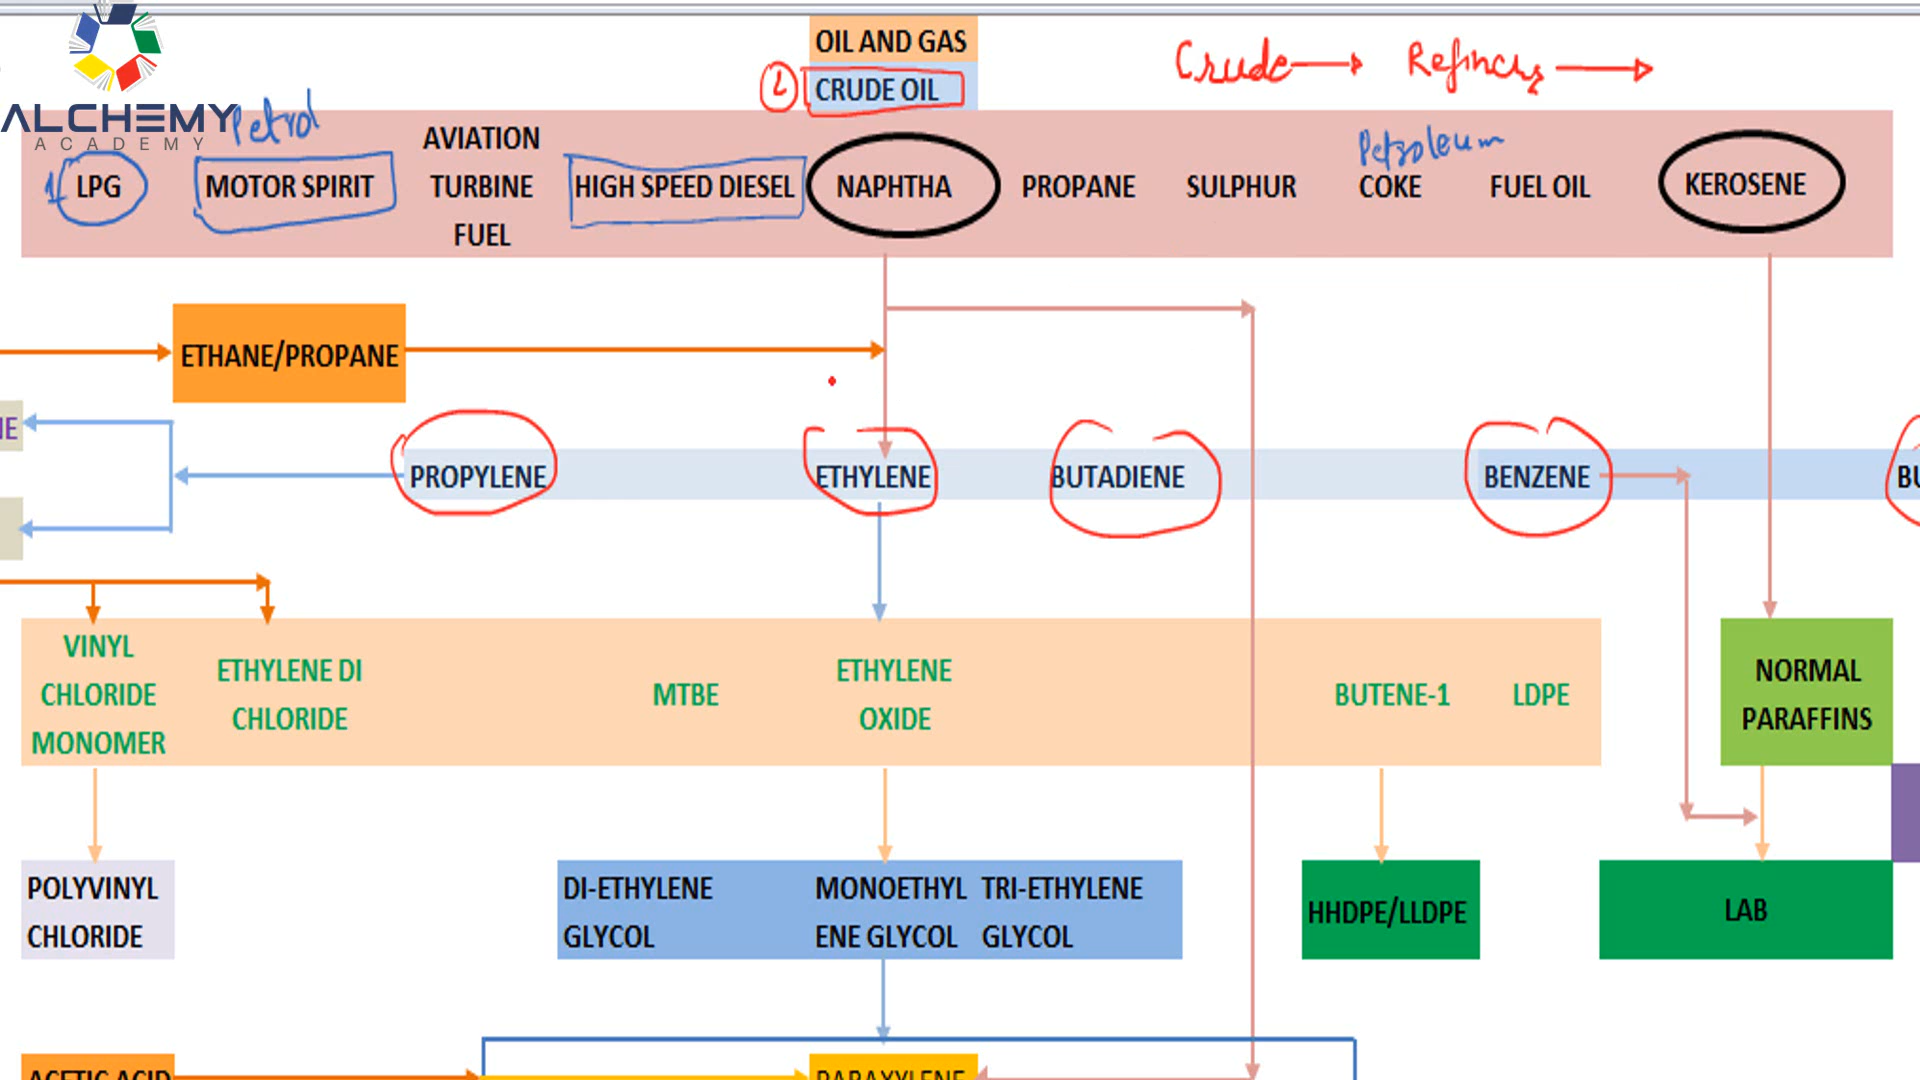 OIL AND GAS
Crude → Refinery →
2 CRUDE OIL
ALCHEMY
ACADEMY
Petrol
AVIATION
TURBINE
FUEL
Petroleum
1 LPG
MOTOR SPIRIT
HIGH SPEED DIESEL
NAPHTHA
PROPANE
SULPHUR
COKE
FUEL OIL
KEROSENE
ETHANE/PROPANE
PROPYLENE
ETHYLENE
BUTADIENE
BENZENE
VINYL
CHLORIDE
MONOMER
ETHYLENE DI
CHLORIDE
MTBE
ETHYLENE
OXIDE
BUTENE-1
LDPE
NORMAL
PARAFFINS
POLYVINYL
CHLORIDE
DI-ETHYLENE
GLYCOL
MONOETHYL
ENE GLYCOL
TRI-ETHYLENE
GLYCOL
HHDPE/LLDPE
LAB
ACETIC ACID
PARAXYLENE